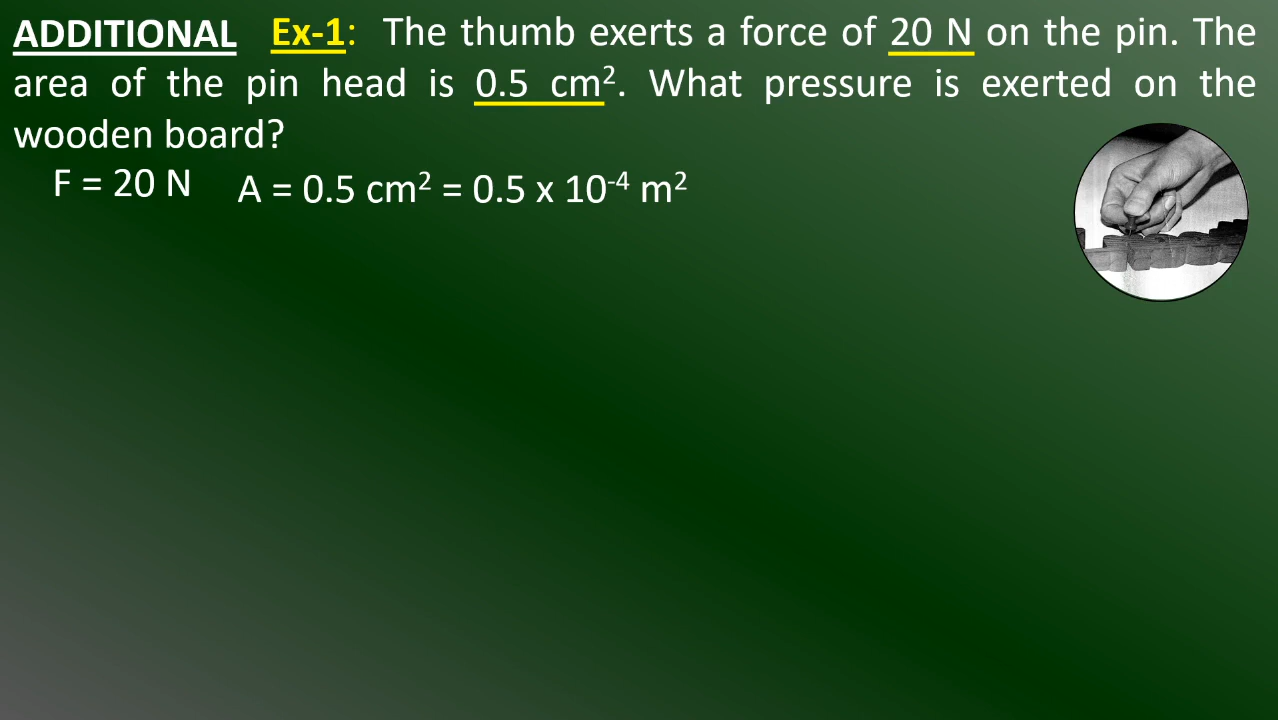 ADDITIONAL Ex-1: The thumb exerts a force of 20 N on the pin. The
area of the pin head is 0.5 cm². What pressure is exerted on the
wooden board?
F = 20 N A = 0.5 cm² = 0.5 x 10⁻⁴ m²